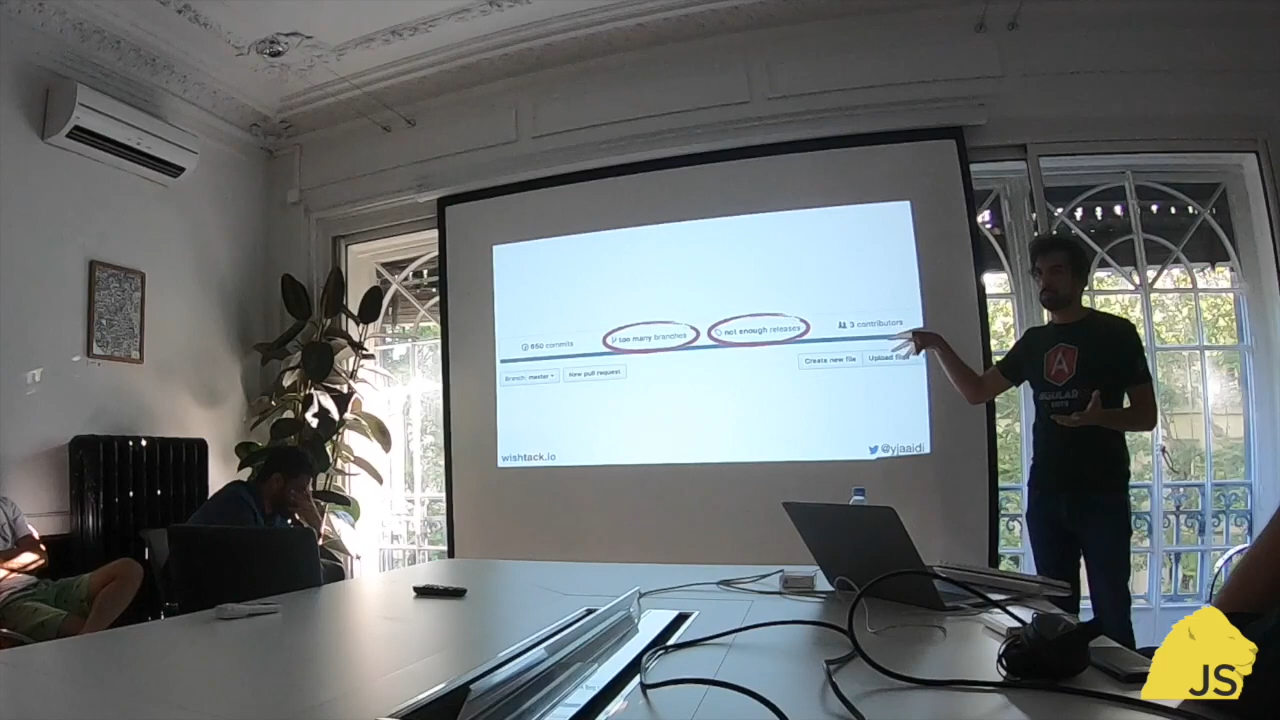 650 commits
too many branches
not enough releases
3 contributors
Branch: master
New pull request
Create new file
Upload files
wishtack.io
@yjaaidi
A
ANGULAR
JS